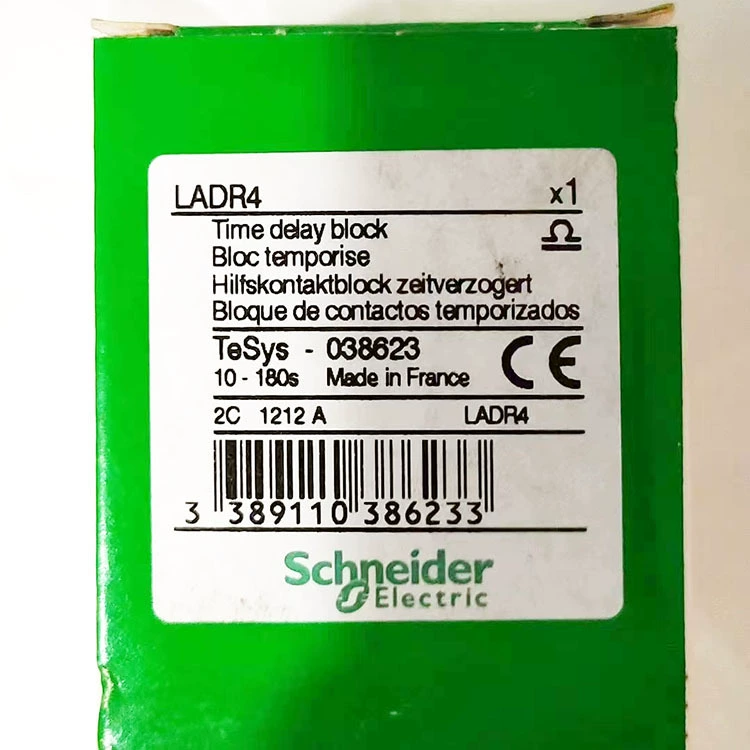 LADR4 x1
Time delay block
Bloc temporise
Hilfskontaktblock zeitverzogert
Bloque de contactos temporizados
TeSys - 038623
10 - 180s Made in France
CE
2C 1212 A LADR4
3 389110 386233
Schneider
Electric